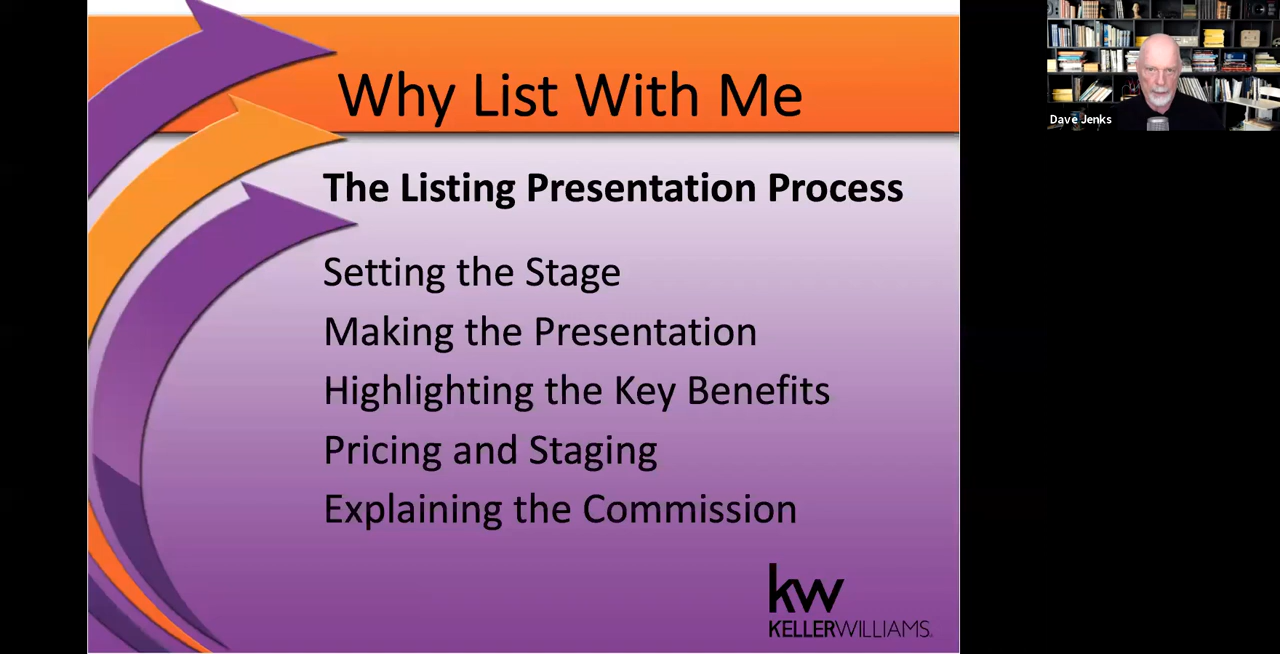 Why List With Me
The Listing Presentation Process
Setting the Stage
Making the Presentation
Highlighting the Key Benefits
Pricing and Staging
Explaining the Commission
kw
KELLERWILLIAMS.
Dave Jenks